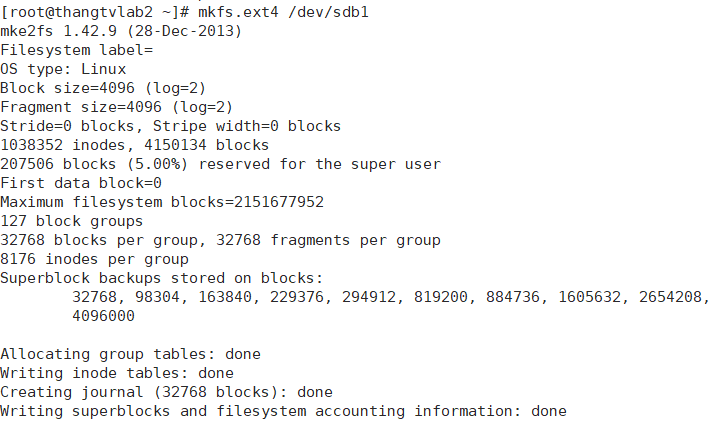 [root@thangtvlab2 ~]# mkfs.ext4 /dev/sdb1
mke2fs 1.42.9 (28-Dec-2013)
Filesystem label=
OS type: Linux
Block size=4096 (log=2)
Fragment size=4096 (log=2)
Stride=0 blocks, Stripe width=0 blocks
1038352 inodes, 4150134 blocks
207506 blocks (5.00%) reserved for the super user
First data block=0
Maximum filesystem blocks=2151677952
127 block groups
32768 blocks per group, 32768 fragments per group
8176 inodes per group
Superblock backups stored on blocks:
        32768, 98304, 163840, 229376, 294912, 819200, 884736, 1605632, 2654208,
        4096000

Allocating group tables: done
Writing inode tables: done
Creating journal (32768 blocks): done
Writing superblocks and filesystem accounting information: done